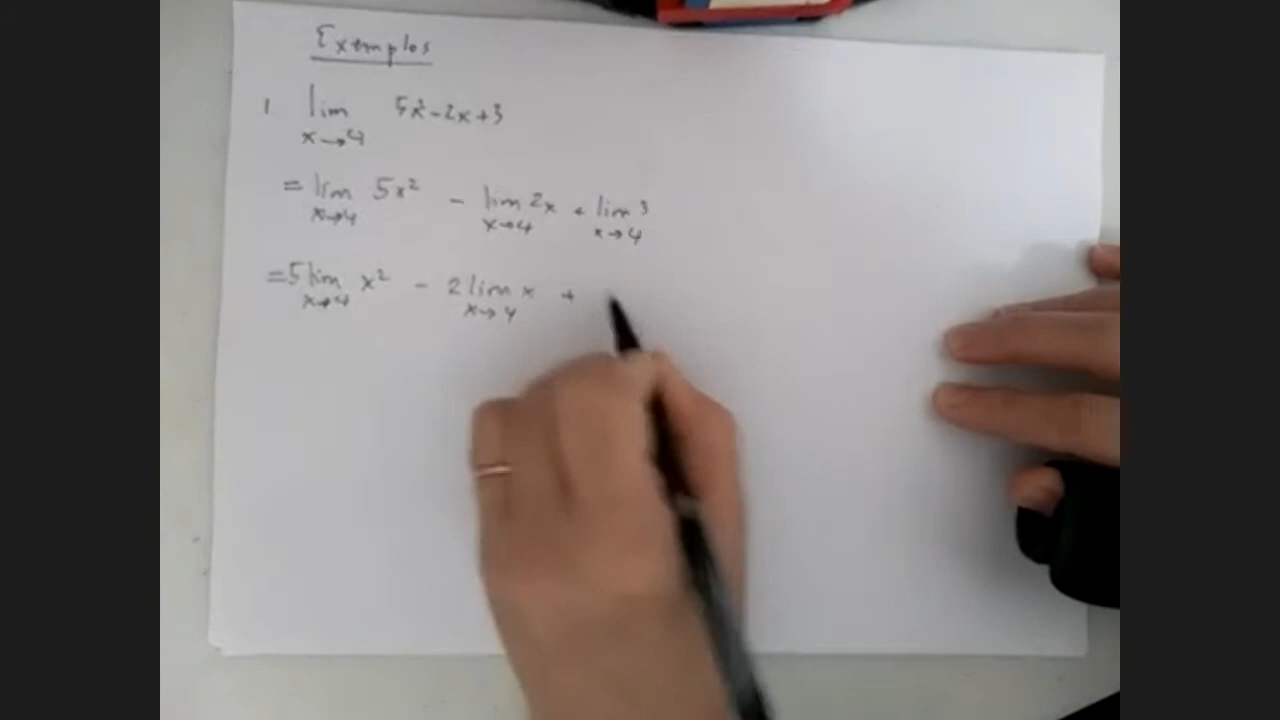 Exemplos
1 lim 5x²-2x+3
x→4
= lim 5x² - lim 2x + lim 3
x→4 x→4 x→4
=5 lim x² - 2 lim x +
x→4 x→4